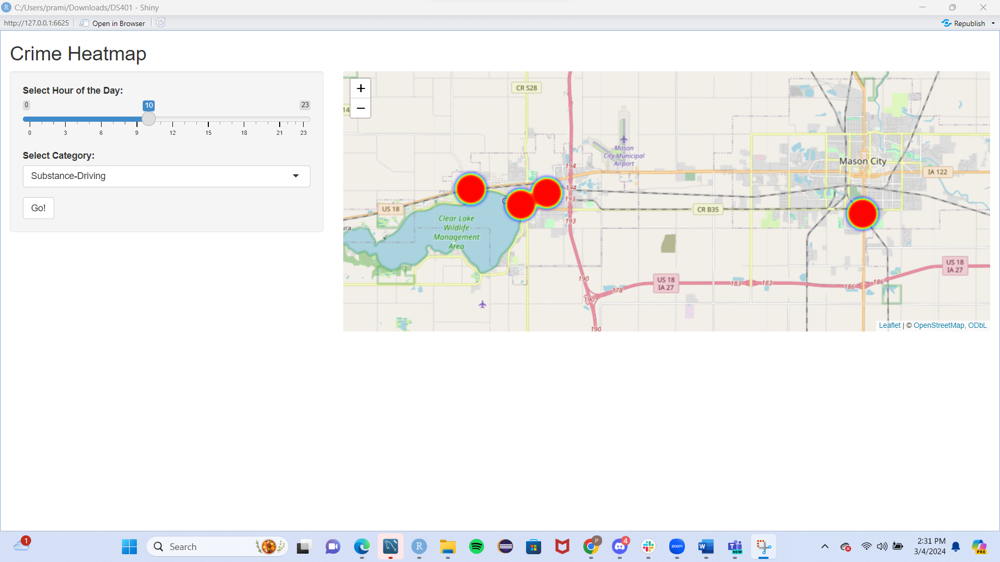 C:/Users/prami/Downloads/DS401 - Shiny
http://127.0.0.1:6625
Open in Browser
Republish
Crime Heatmap
Select Hour of the Day:
0
10
23
0
3
6
9
12
15
18
21
23
Select Category:
Substance-Driving
Go!
+
−
CR S28
14
Mason
City Municipal
Airport
194
Mason City
IA 122
194
193
US 18
CR B35
193
Clear Lake
Wildlife
Management
Area
ura
C
190
US 18
IA 27
183
183
186
186
US 18
IA 27
178
190
190
Leaflet | © OpenStreetMap, ODbL
1
Search
R
P
4
zoom
W
T
NEW
2:31 PM
3/4/2024
PRE